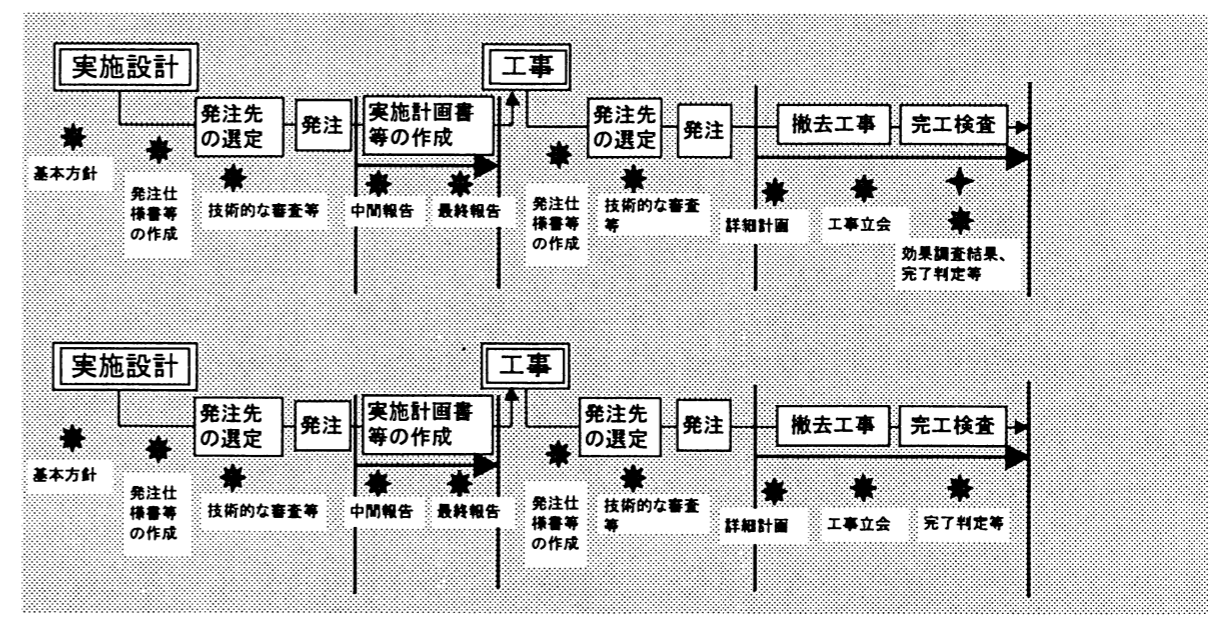 実施設計
工事
発注先
の選定
発注
実施計画書
等の作成
発注先
の選定
発注
撤去工事
完工検査
基本方針
発注仕
様書等
の作成
技術的な審査等
中間報告
最終報告
発注仕
様書等
の作成
技術的な審査
等
詳細計画
工事立会
効果調査結果、
完了判定等
実施設計
工事
発注先
の選定
発注
実施計画書
等の作成
発注先
の選定
発注
撤去工事
完工検査
基本方針
発注仕
様書等
の作成
技術的な審査等
中間報告
最終報告
発注仕
様書等
の作成
技術的な審査
等
詳細計画
工事立会
完了判定等